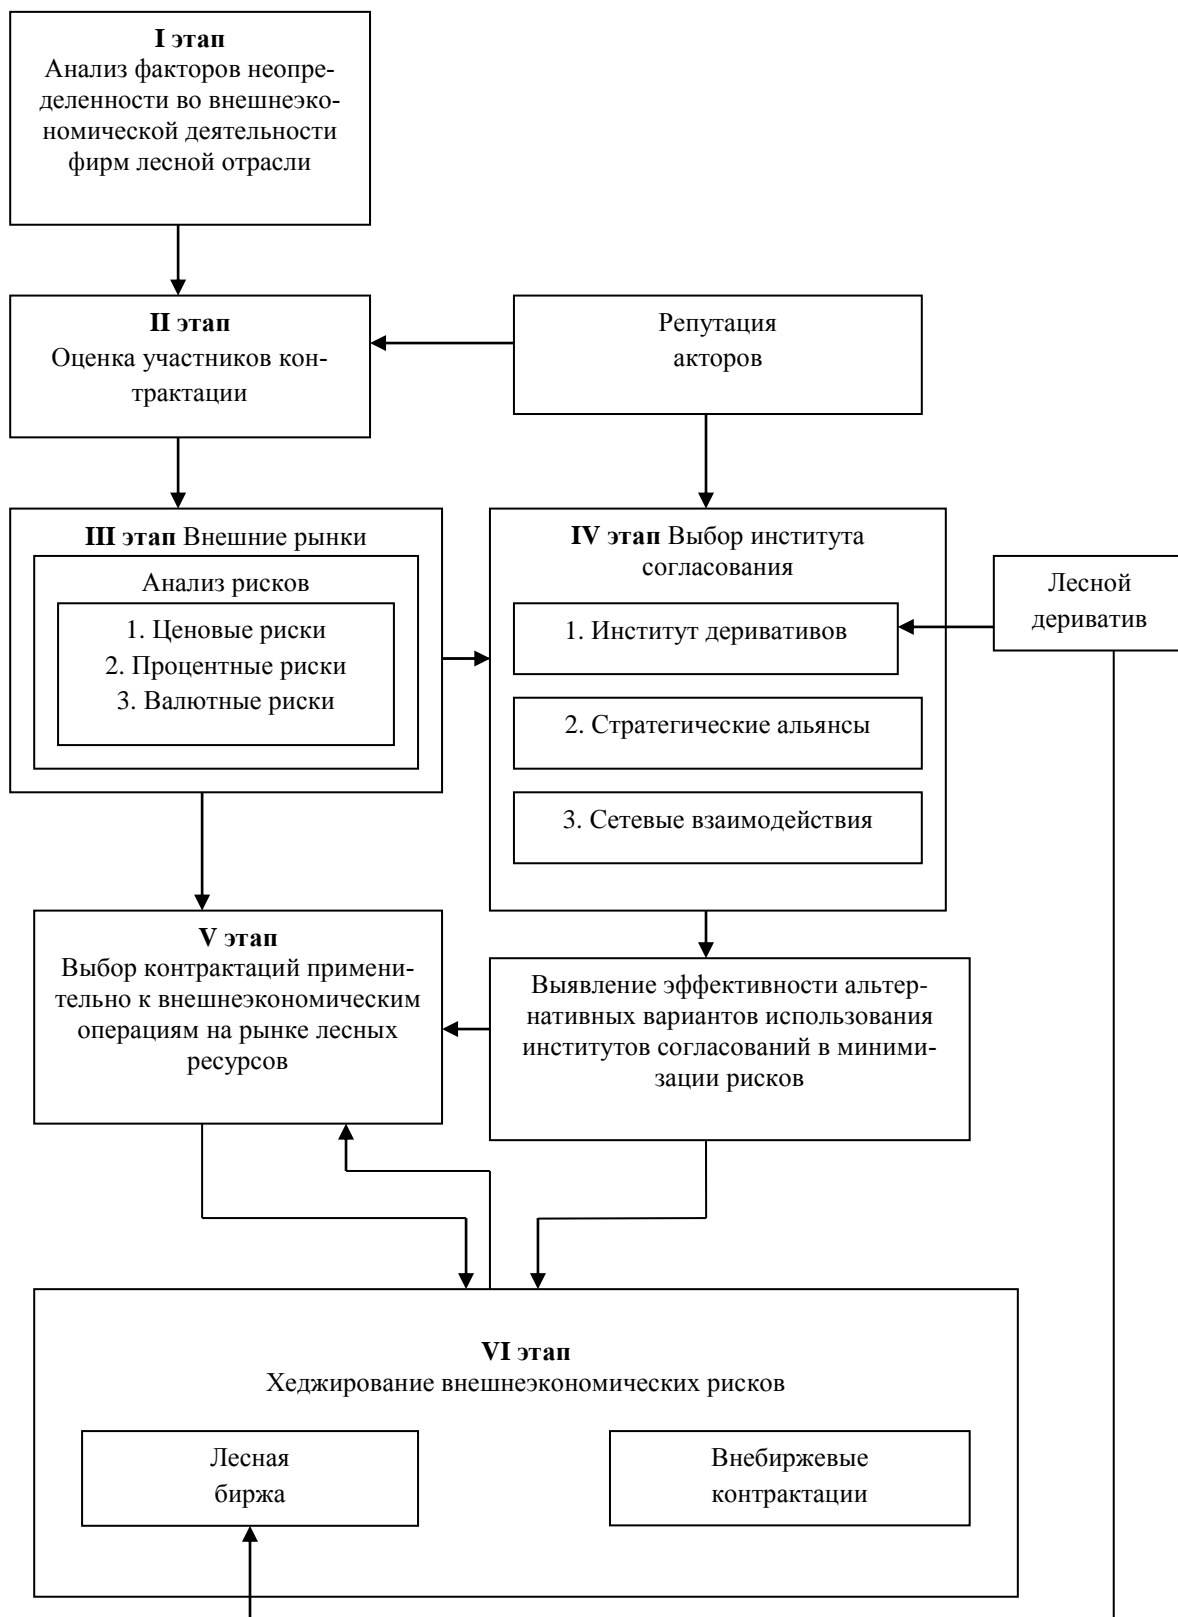 I этап
Анализ факторов неопре-
деленности во внешнеэко-
номической деятельности
фирм лесной отрасли
II этап
Оценка участников кон-
трактации
Репутация
акторов
III этап Внешние рынки
Анализ рисков
1. Ценовые риски
2. Процентные риски
3. Валютные риски
IV этап Выбор института
согласования
1. Институт деривативов
2. Стратегические альянсы
3. Сетевые взаимодействия
Лесной
дериватив
V этап
Выбор контрактаций примени-
тельно к внешнеэкономическим
операциям на рынке лесных
ресурсов
Выявление эффективности альтер-
нативных вариантов использования
институтов согласований в миними-
зации рисков
VI этап
Хеджирование внешнеэкономических рисков
Лесная
биржа
Внебиржевые
контрактации